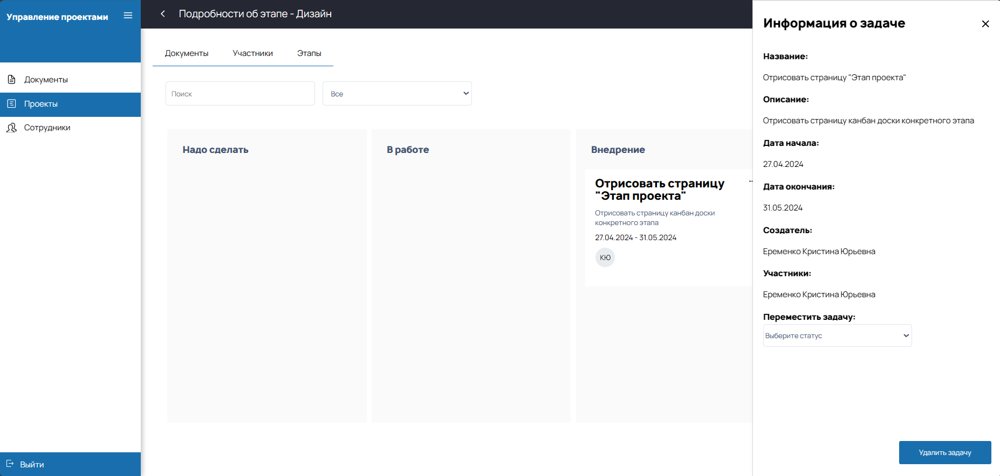 Управление проектами
Документы
Проекты
Сотрудники
Выйти
Подробности об этапе - Дизайн
Документы Участники Этапы
Поиск Все
Надо сделать
В работе
Внедрение
Отрисовать страницу
"Этап проекта"
Отрисовать страницу канбан доски
конкретного этапа
27.04.2024 - 31.05.2024
КЮ
Информация о задаче
Название:
Отрисовать страницу "Этап проекта"
Описание:
Отрисовать страницу канбан доски конкретного этапа
Дата начала:
27.04.2024
Дата окончания:
31.05.2024
Создатель:
Еременко Кристина Юрьевна
Участники:
Еременко Кристина Юрьевна
Переместить задачу:
Выберите статус
Удалить задачу